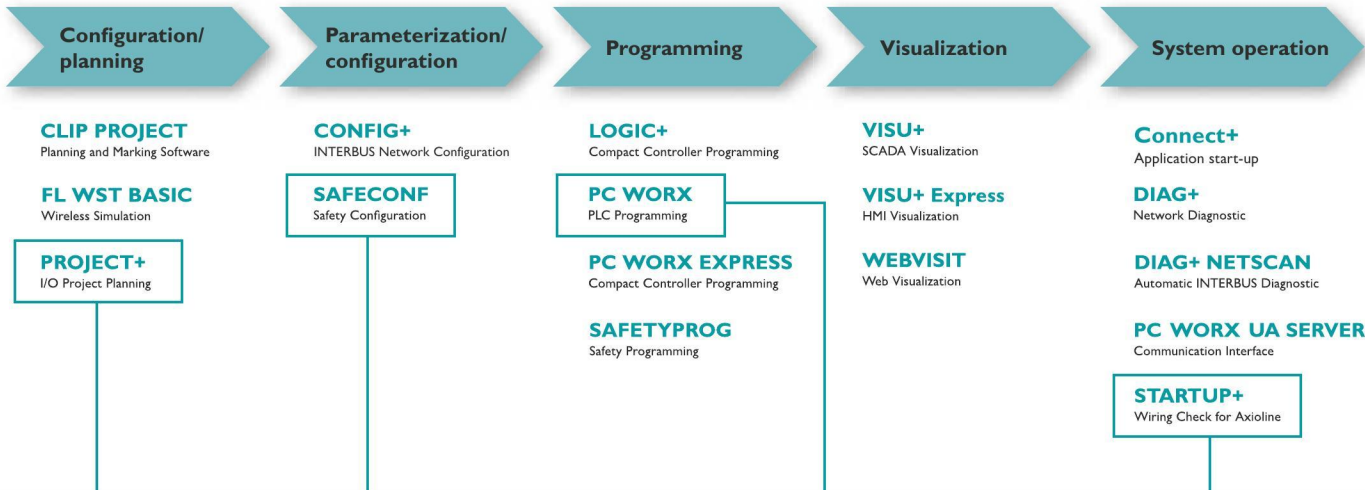 Configuration/
planning
Parameterization/
configuration
Programming
Visualization
System operation
CLIP PROJECT
Planning and Marking Software
FL WST BASIC
Wireless Simulation
PROJECT+
I/O Project Planning
CONFIG+
INTERBUS Network Configuration
SAFECONF
Safety Configuration
LOGIC+
Compact Controller Programming
PC WORX
PLC Programming
PC WORX EXPRESS
Compact Controller Programming
SAFETYPROG
Safety Programming
VISU+
SCADA Visualization
VISU+ Express
HMI Visualization
WEBVISIT
Web Visualization
Connect+
Application start-up
DIAG+
Network Diagnostic
DIAG+ NETSCAN
Automatic INTERBUS Diagnostic
PC WORX UA SERVER
Communication Interface
STARTUP+
Wiring Check for Axioline